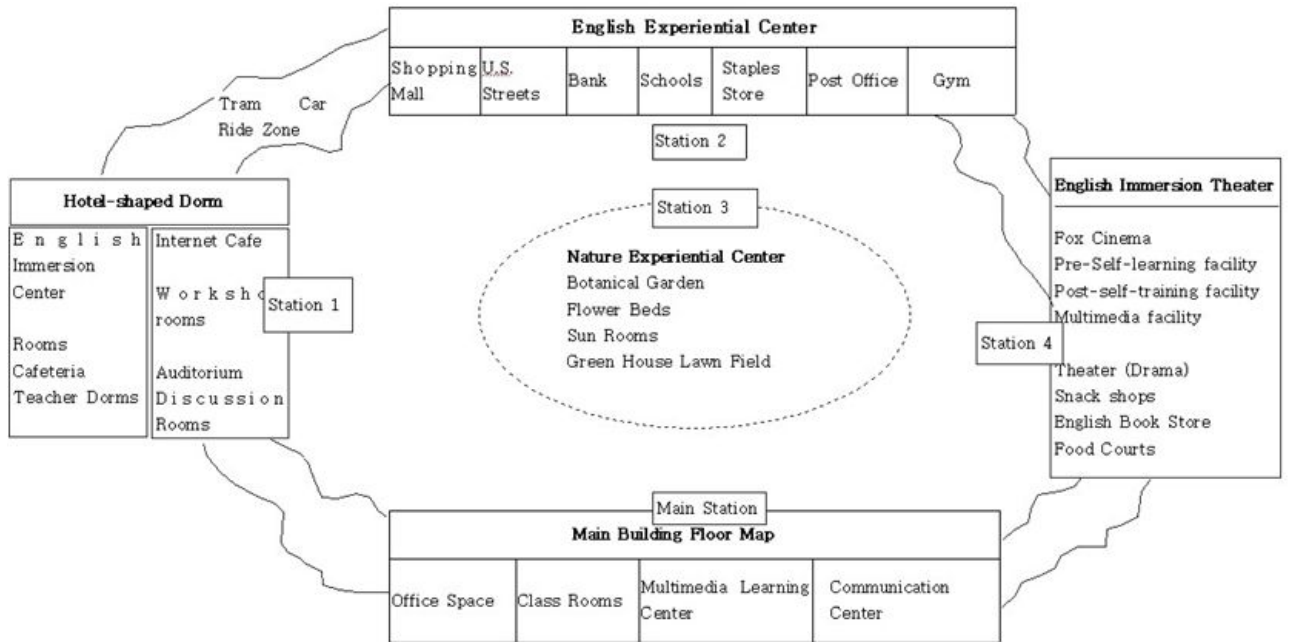 English Experiential Center
Shopping Mall
U.S. Streets
Bank
Schools
Staples Store
Post Office
Gym
Tram Car
Ride Zone
Station 2
Hotel-shaped Dorm
English
Immersion
Center
Rooms
Cafeteria
Teacher Dorms
Internet Cafe
Worksho
rooms
Auditorium
Discussion
Rooms
Station 1
Station 3
Nature Experiential Center
Botanical Garden
Flower Beds
Sun Rooms
Green House Lawn Field
English Immersion Theater
Fox Cinema
Pre-Self-learning facility
Post-self-training facility
Multimedia facility
Theater (Drama)
Snack shops
English Book Store
Food Courts
Station 4
Main Station
Main Building Floor Map
Office Space
Class Rooms
Multimedia Learning
Center
Communication
Center